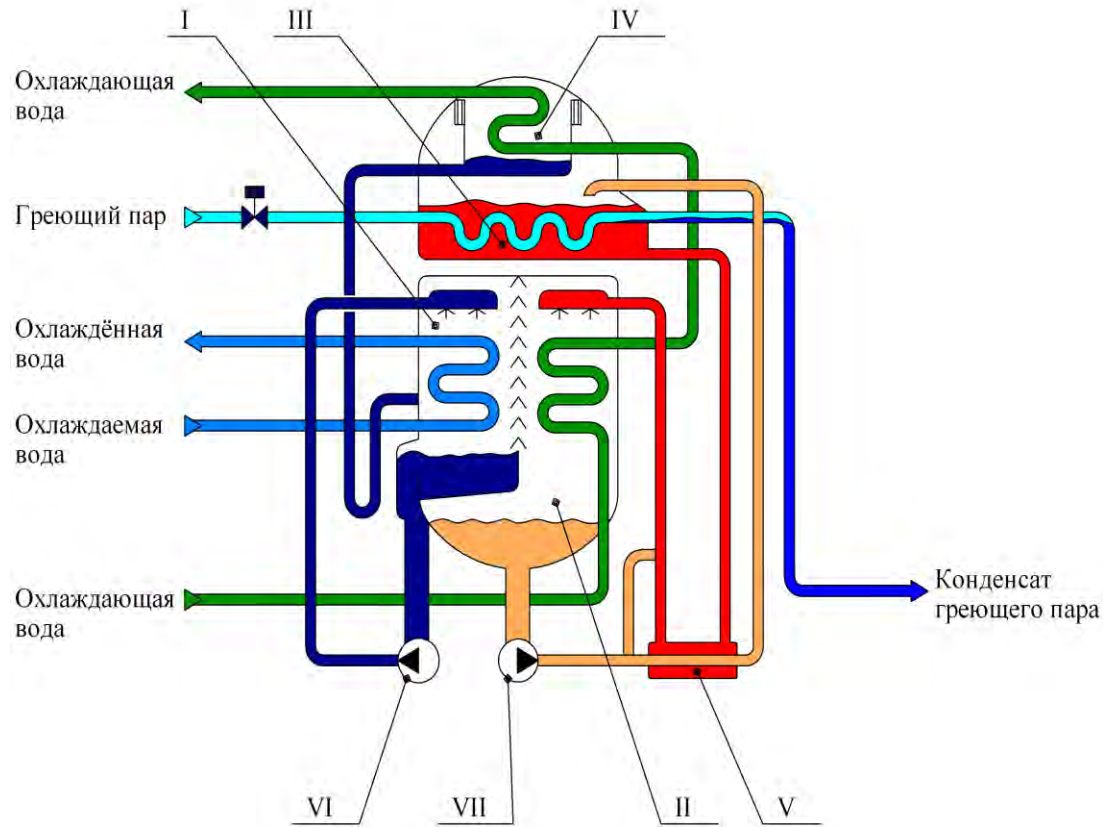 I
III
IV
Охлаждающая
вода
Греющий пар
Охлаждённая
вода
Охлаждаемая
вода
Охлаждающая
вода
Конденсат
греющего пара
VI
VII
II
V